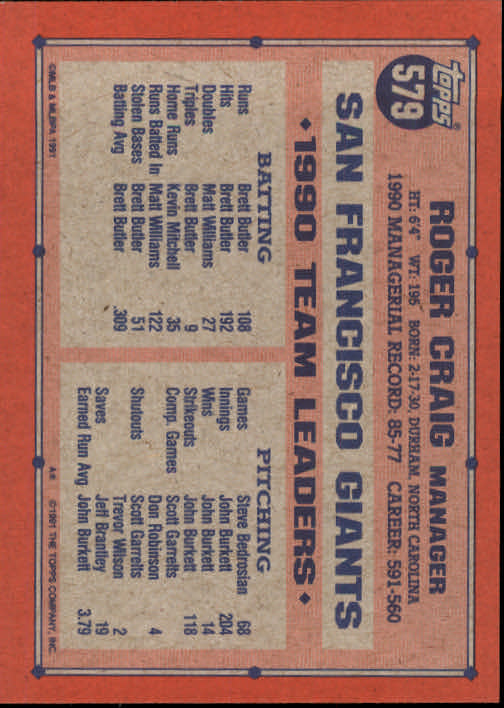 topps®
579
ROGER CRAIG MANAGER
HT: 6'4" WT: 195 BORN: 2-17-30, DURHAM, NORTH CAROLINA
1990 MANAGERIAL RECORD: 85-77 CAREER: 591-560
SAN FRANCISCO GIANTS
♦1990 TEAM LEADERS♦
BATTING
Runs Brett Butler 108
Hits Brett Butler 192
Doubles Matt Williams 27
Triples Brett Butler 9
Home Runs Kevin Mitchell 35
Runs Batted In Matt Williams 122
Stolen Bases Brett Butler 51
Batting Avg Brett Butler .309
PITCHING
Games Steve Bedrosian 68
Innings John Burkett 204
Wins John Burkett 14
Strikeouts John Burkett 118
Comp. Games Scott Garrelts
Don Robinson 4
Shutouts Scott Garrelts
Trevor Wilson 2
Saves Jeff Brantley 19
Earned Run Avg John Burkett 3.79
©MLB & MLBPA 1991
A® ©1991 THE TOPPS COMPANY, INC.